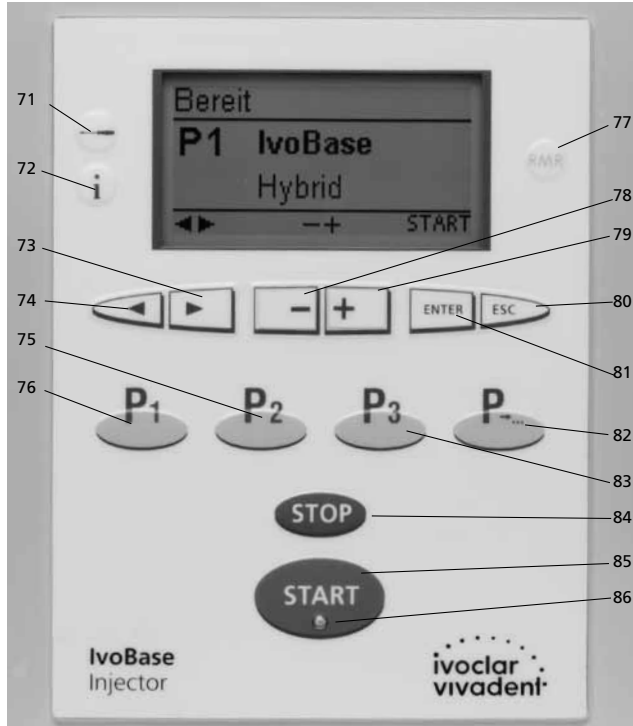 71
72
73
74
75
76
77
78
79
80
81
82
83
84
85
86
Bereit
P1 IvoBase
Hybrid
◀▶ −+ START
i
RMR
◀ ▶ − + ENTER ESC
P1 P2 P3 P→...
STOP
START
IvoBase
Injector
ivoclar
vivadent